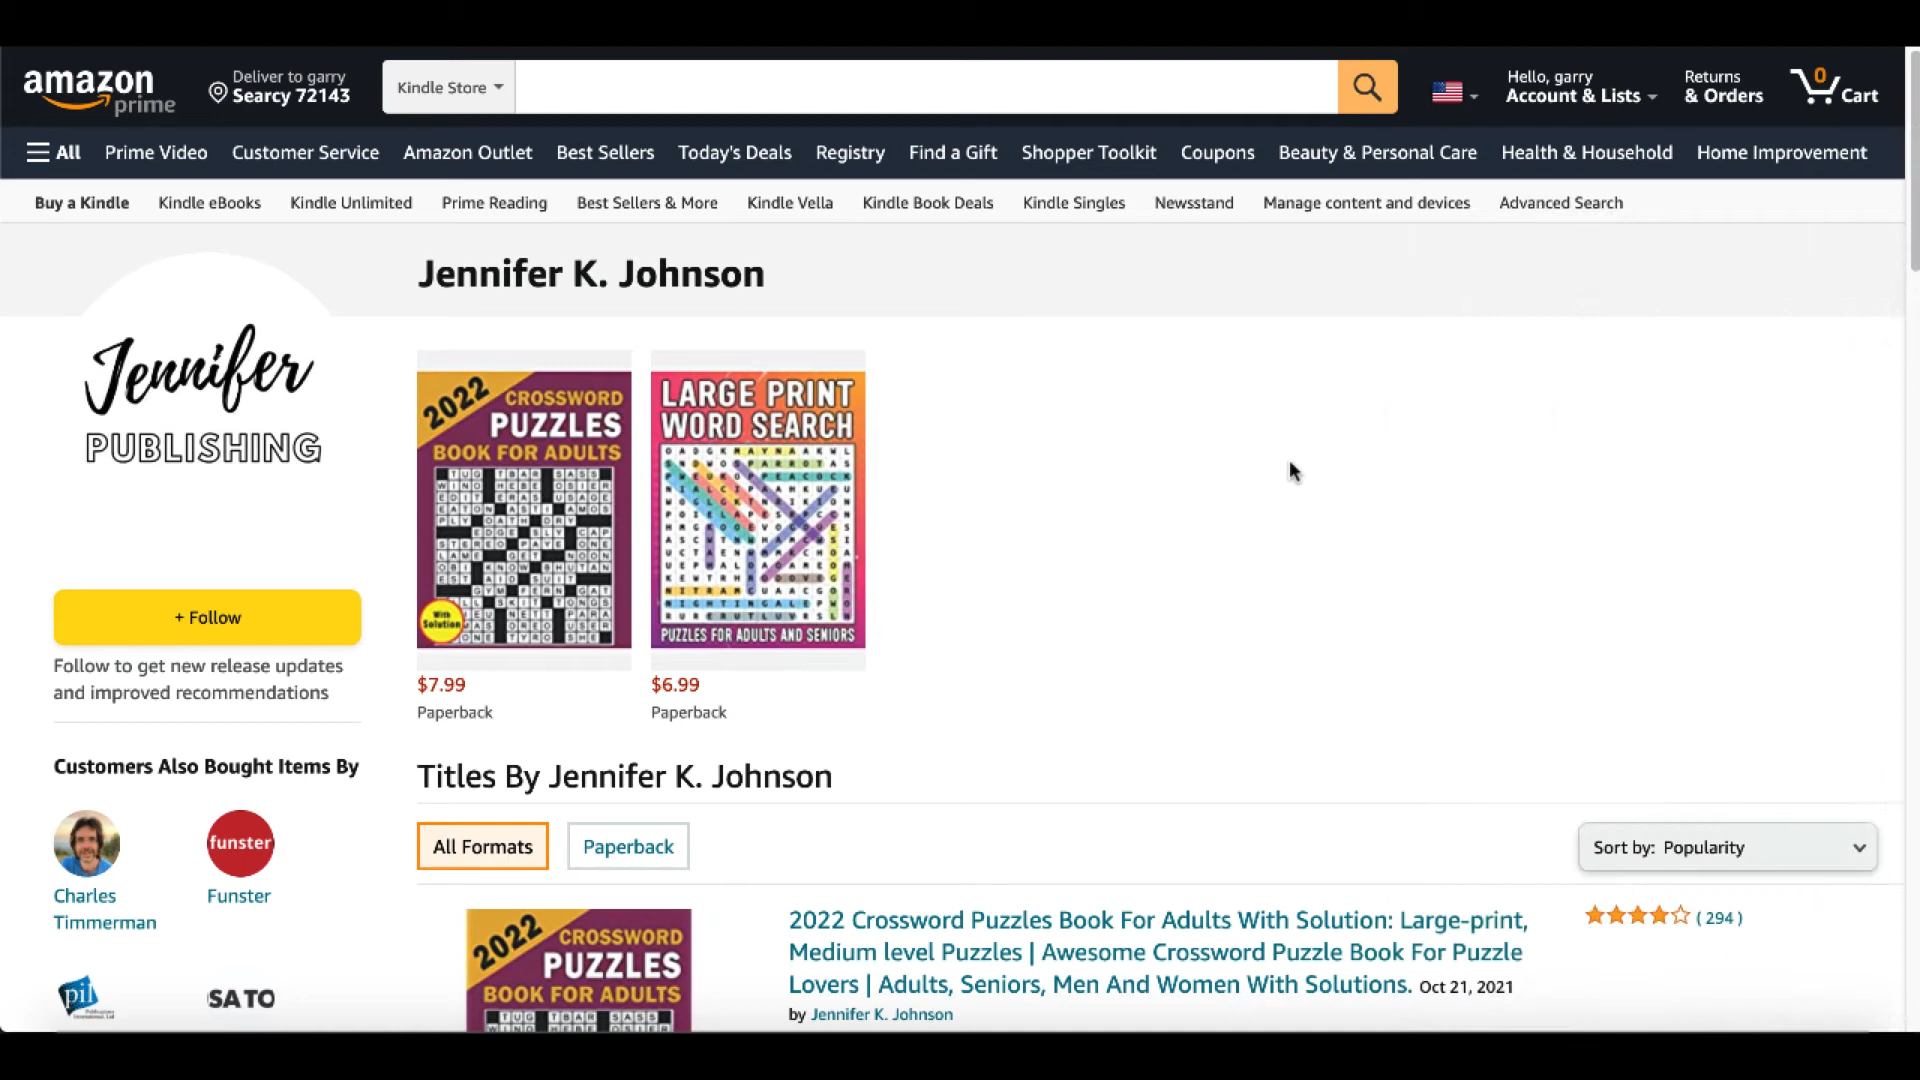 amazon
prime
Deliver to garry
Searcy 72143
Kindle Store
Hello, garry
Account & Lists
Returns
& Orders
0
Cart
All
Prime Video
Customer Service
Amazon Outlet
Best Sellers
Today's Deals
Registry
Find a Gift
Shopper Toolkit
Coupons
Beauty & Personal Care
Health & Household
Home Improvement
Buy a Kindle
Kindle eBooks
Kindle Unlimited
Prime Reading
Best Sellers & More
Kindle Vella
Kindle Book Deals
Kindle Singles
Newsstand
Manage content and devices
Advanced Search
Jennifer K. Johnson
Jennifer
PUBLISHING
+ Follow
Follow to get new release updates
and improved recommendations
Customers Also Bought Items By
Charles
Timmerman
funster
Funster
pil
SATO
2022 CROSSWORD
PUZZLES
BOOK FOR ADULTS
With
Solution
$7.99
Paperback
LARGE PRINT
WORD SEARCH
PUZZLES FOR ADULTS AND SENIORS
$6.99
Paperback
Titles By Jennifer K. Johnson
All Formats
Paperback
Sort by: Popularity
2022 CROSSWORD
PUZZLES
BOOK FOR ADULTS
2022 Crossword Puzzles Book For Adults With Solution: Large-print,
Medium level Puzzles | Awesome Crossword Puzzle Book For Puzzle
Lovers | Adults, Seniors, Men And Women With Solutions. Oct 21, 2021
by Jennifer K. Johnson
( 294 )